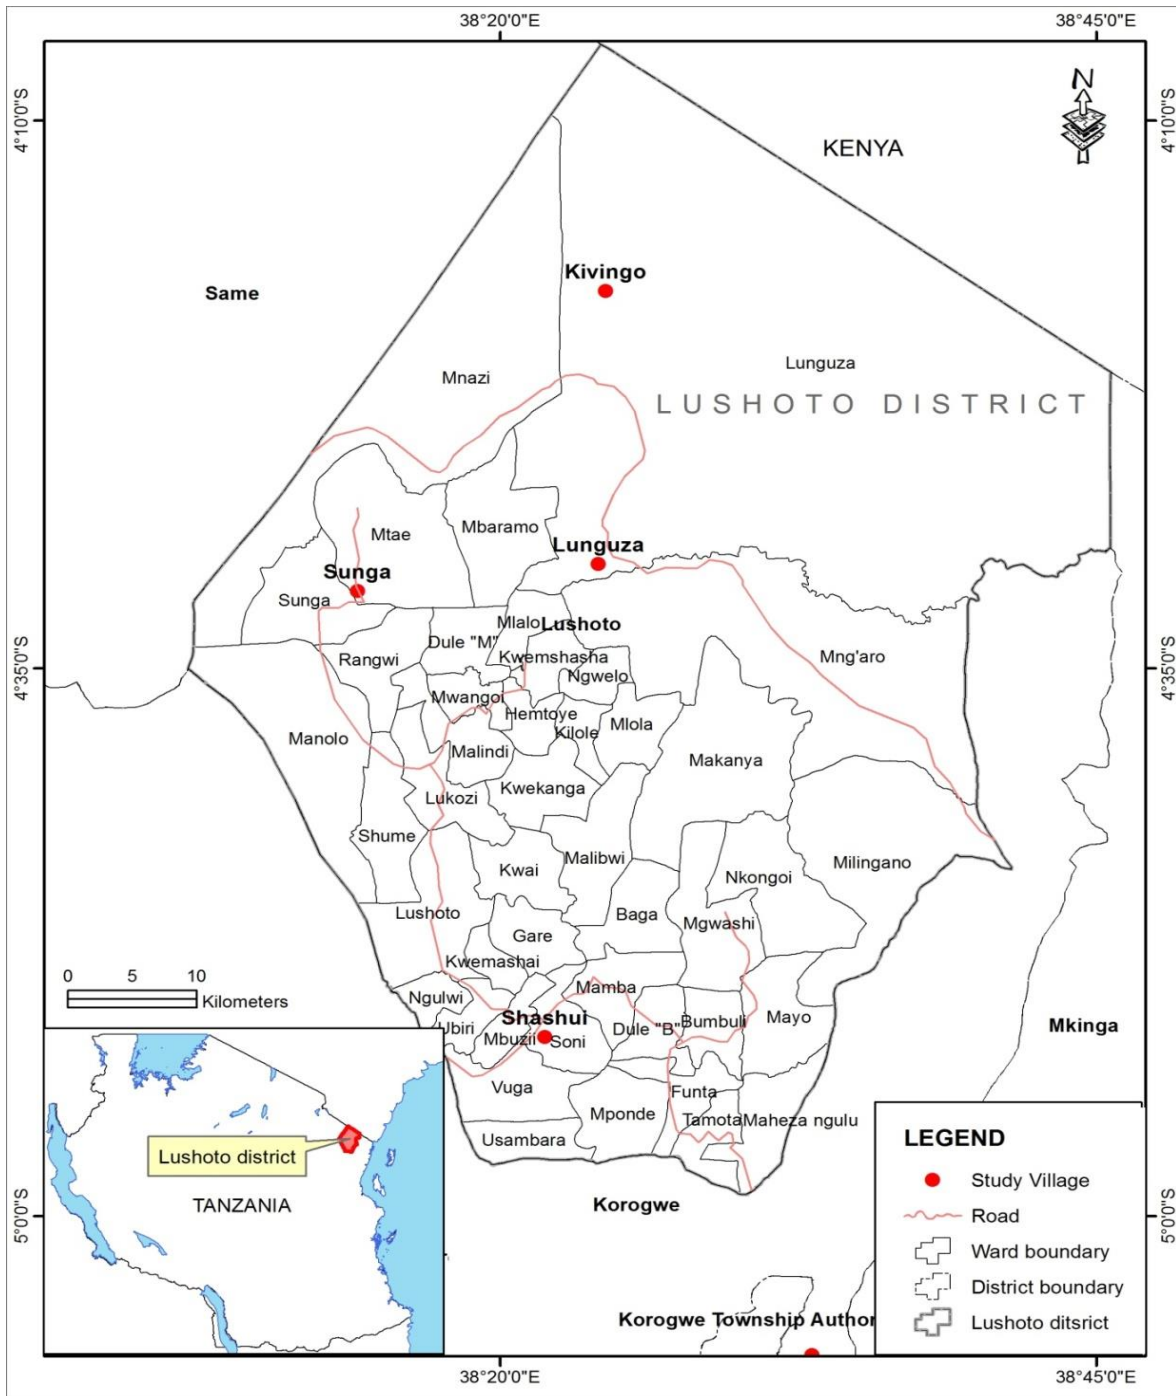 38°20'0"E
38°45'0"E
4°10'0"S
4°10'0"S
N
KENYA
Kivingo
Same
Lunguza
Mnazi
LUSHOTO DISTRICT
Mtae
Mbaramo
Lunguza
Sunga
Sunga
Mlalo
Lushoto
Dule "M"
Kwemshasha
Mng'aro
Rangwi
Ngwelo
4°35'0"S
4°35'0"S
Mwangoi
Hemtoye
Kilole
Mlola
Manolo
Malindi
Makanya
Kwekanga
Lukozi
Shume
Malibwi
Milingano
Kwai
Nkongoi
Lushoto
Baga
Mgwashi
Gare
Kwemashai
0 5 10
Kilometers
Ngulwi
Mamba
Shashui
Ubiri
Mbuzii
Soni
Dule "B"
Bumbuli
Mayo
Mkinga
Vuga
Funta
Mponde
Tamota
Maheza ngulu
Usambara
Lushoto district
TANZANIA
Korogwe
5°0'0"S
5°0'0"S
Korogwe Township Author
LEGEND
Study Village
Road
Ward boundary
District boundary
Lushoto ditsrict
38°20'0"E
38°45'0"E